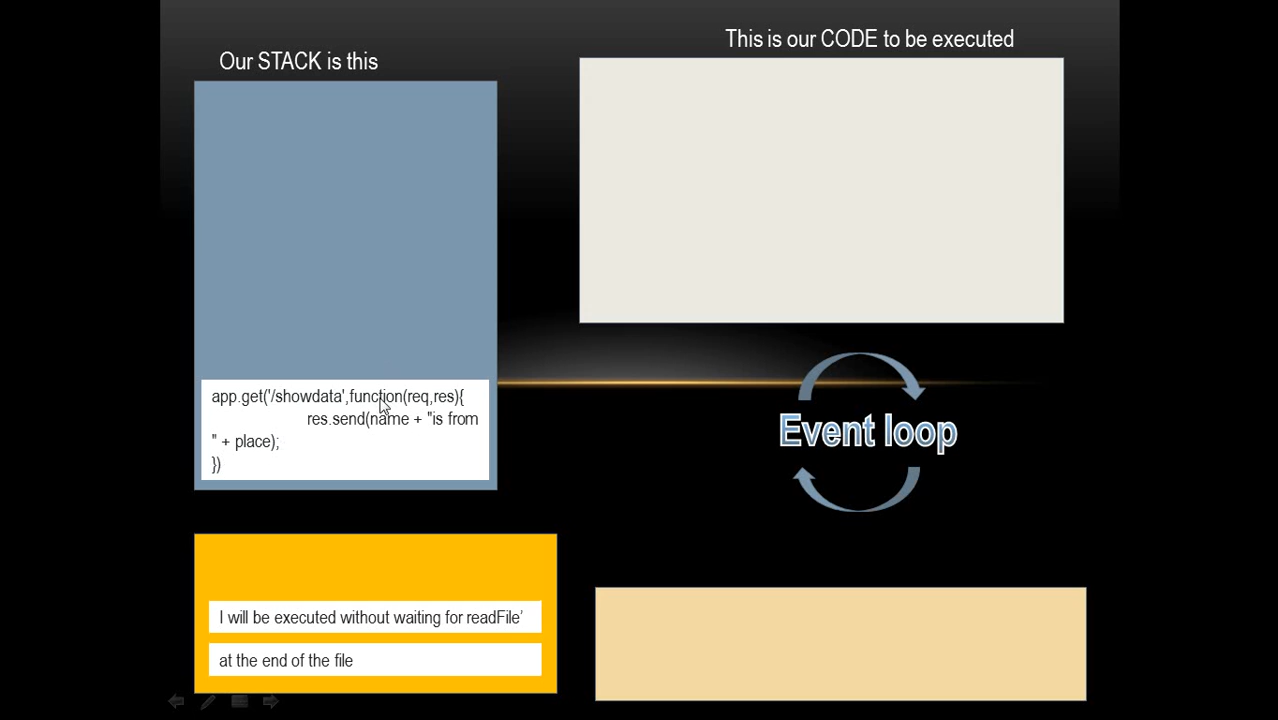 Our STACK is this
This is our CODE to be executed
app.get('/showdata',function(req,res){
res.send(name + "is from
" + place);
})
Event loop
I will be executed without waiting for readFile’
at the end of the file